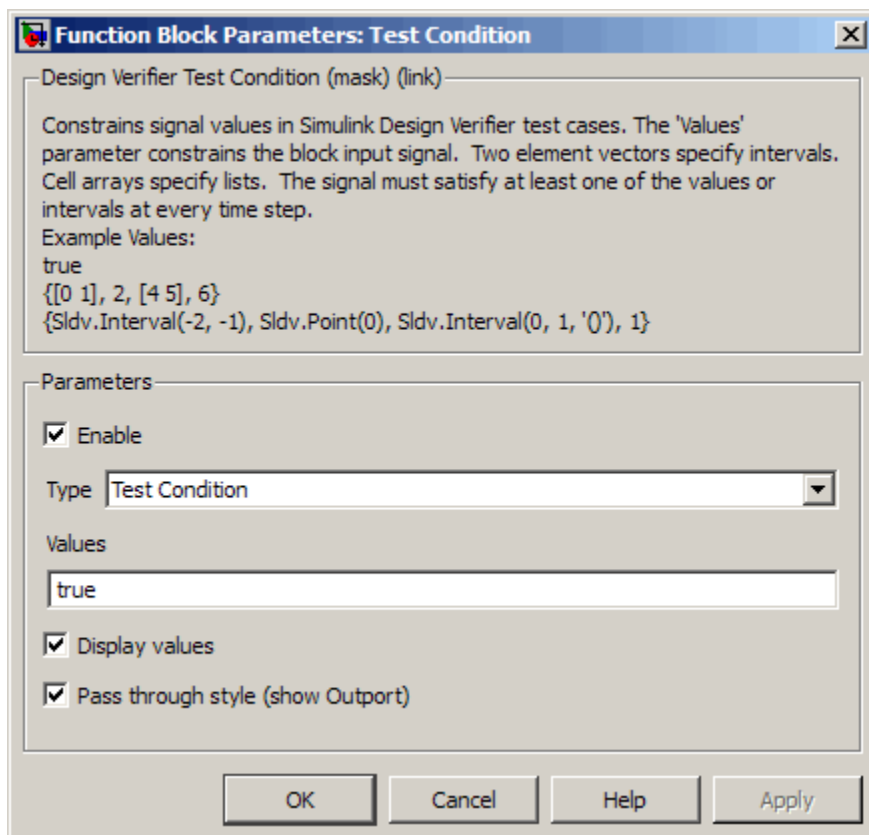 Function Block Parameters: Test Condition
Design Verifier Test Condition (mask) (link)
Constrains signal values in Simulink Design Verifier test cases. The 'Values'
parameter constrains the block input signal.  Two element vectors specify intervals.
Cell arrays specify lists.  The signal must satisfy at least one of the values or
intervals at every time step.
Example Values:
true
{[0 1], 2, [4 5], 6}
{Sldv.Interval(-2, -1), Sldv.Point(0), Sldv.Interval(0, 1, '()'), 1}
Parameters
Enable
Type Test Condition
Values
true
Display values
Pass through style (show Outport)
OK Cancel Help Apply